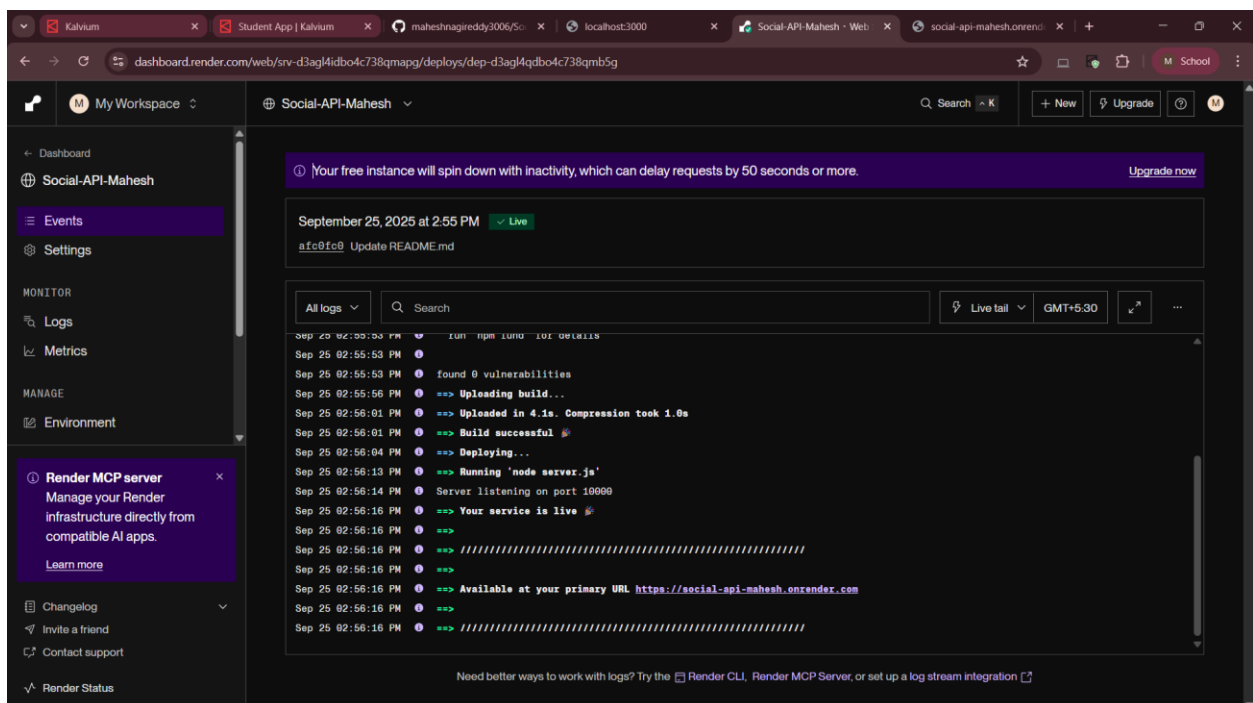 Kalvium
Student App | Kalvium
maheshnagireddy3006/So
localhost:3000
Social-API-Mahesh · Web
social-api-mahesh.onrend
dashboard.render.com/web/srv-d3agl4idbo4c738qmapg/deploys/dep-d3agl4qdbo4c738qmb5g
M School
M My Workspace
Social-API-Mahesh
Search ^ K
+ New
Upgrade
M
← Dashboard
Social-API-Mahesh
Events
Settings
MONITOR
Logs
Metrics
MANAGE
Environment
Render MCP server
Manage your Render
infrastructure directly from
compatible AI apps.
Learn more
Changelog
Invite a friend
Contact support
Render Status
Your free instance will spin down with inactivity, which can delay requests by 50 seconds or more.
Upgrade now
September 25, 2025 at 2:55 PM Live
afc0fc0 Update README.md
All logs
Search
Live tail
GMT+5:30
Sep 25 02:55:53 PM run `npm fund` for details
Sep 25 02:55:53 PM
Sep 25 02:55:53 PM found 0 vulnerabilities
Sep 25 02:55:56 PM ==> Uploading build...
Sep 25 02:56:01 PM ==> Uploaded in 4.1s. Compression took 1.0s
Sep 25 02:56:01 PM ==> Build successful 🎉
Sep 25 02:56:04 PM ==> Deploying...
Sep 25 02:56:13 PM ==> Running 'node server.js'
Sep 25 02:56:14 PM Server listening on port 10000
Sep 25 02:56:16 PM ==> Your service is live 🎉
Sep 25 02:56:16 PM ==>
Sep 25 02:56:16 PM ==> ///////////////////////////////////////////////////////////
Sep 25 02:56:16 PM ==>
Sep 25 02:56:16 PM ==> Available at your primary URL https://social-api-mahesh.onrender.com
Sep 25 02:56:16 PM ==>
Sep 25 02:56:16 PM ==> ///////////////////////////////////////////////////////////
Need better ways to work with logs? Try the Render CLI, Render MCP Server, or set up a log stream integration